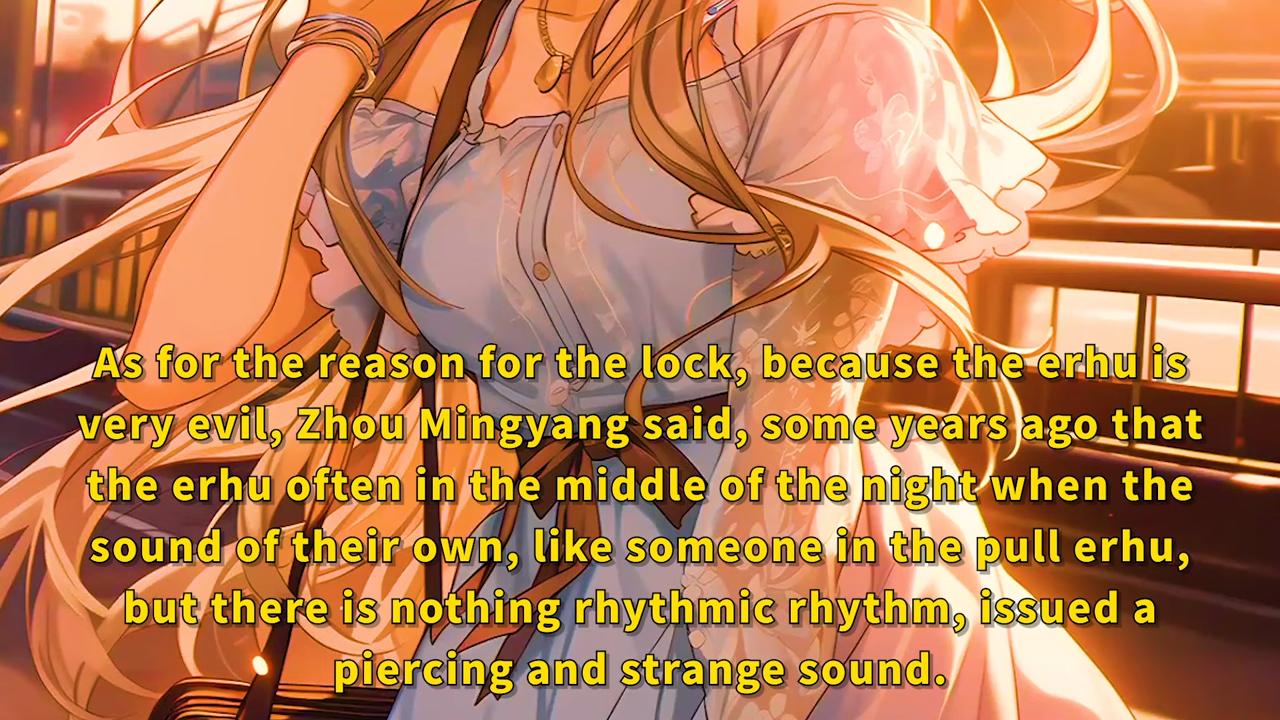 As for the reason for the lock, because the erhu is
very evil, Zhou Mingyang said, some years ago that
the erhu often in the middle of the night when the
sound of their own, like someone in the pull erhu,
but there is nothing rhythmic rhythm, issued a
piercing and strange sound.